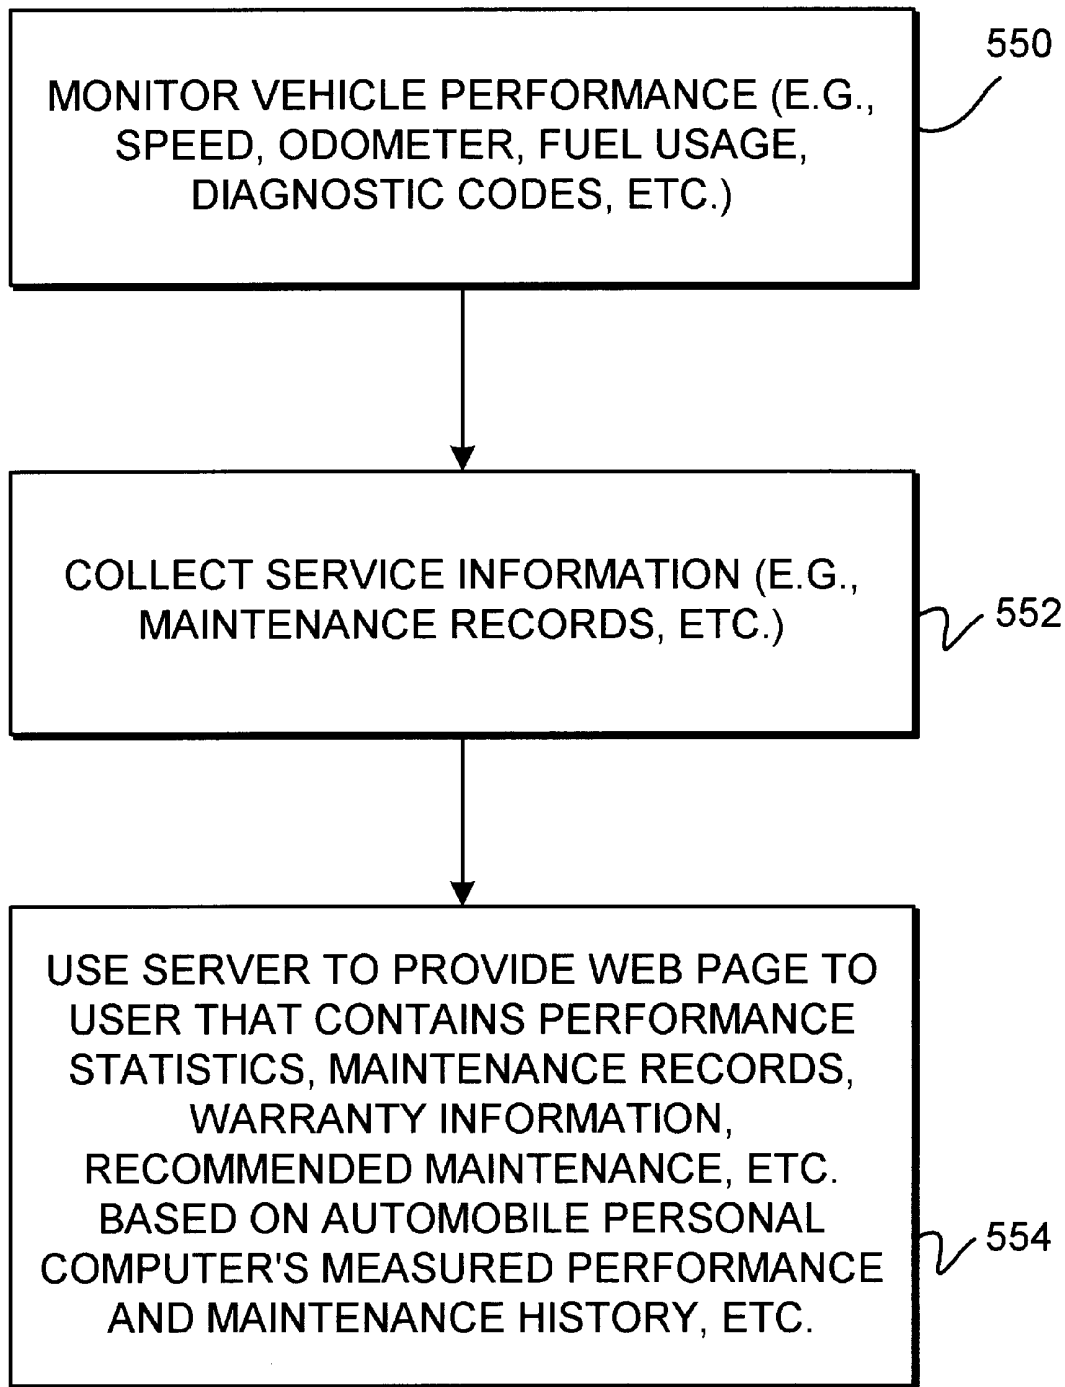 550
MONITOR VEHICLE PERFORMANCE (E.G.,
SPEED, ODOMETER, FUEL USAGE,
DIAGNOSTIC CODES, ETC.)
COLLECT SERVICE INFORMATION (E.G.,
MAINTENANCE RECORDS, ETC.)
552
USE SERVER TO PROVIDE WEB PAGE TO
USER THAT CONTAINS PERFORMANCE
STATISTICS, MAINTENANCE RECORDS,
WARRANTY INFORMATION,
RECOMMENDED MAINTENANCE, ETC.
BASED ON AUTOMOBILE PERSONAL
COMPUTER'S MEASURED PERFORMANCE
AND MAINTENANCE HISTORY, ETC.
554